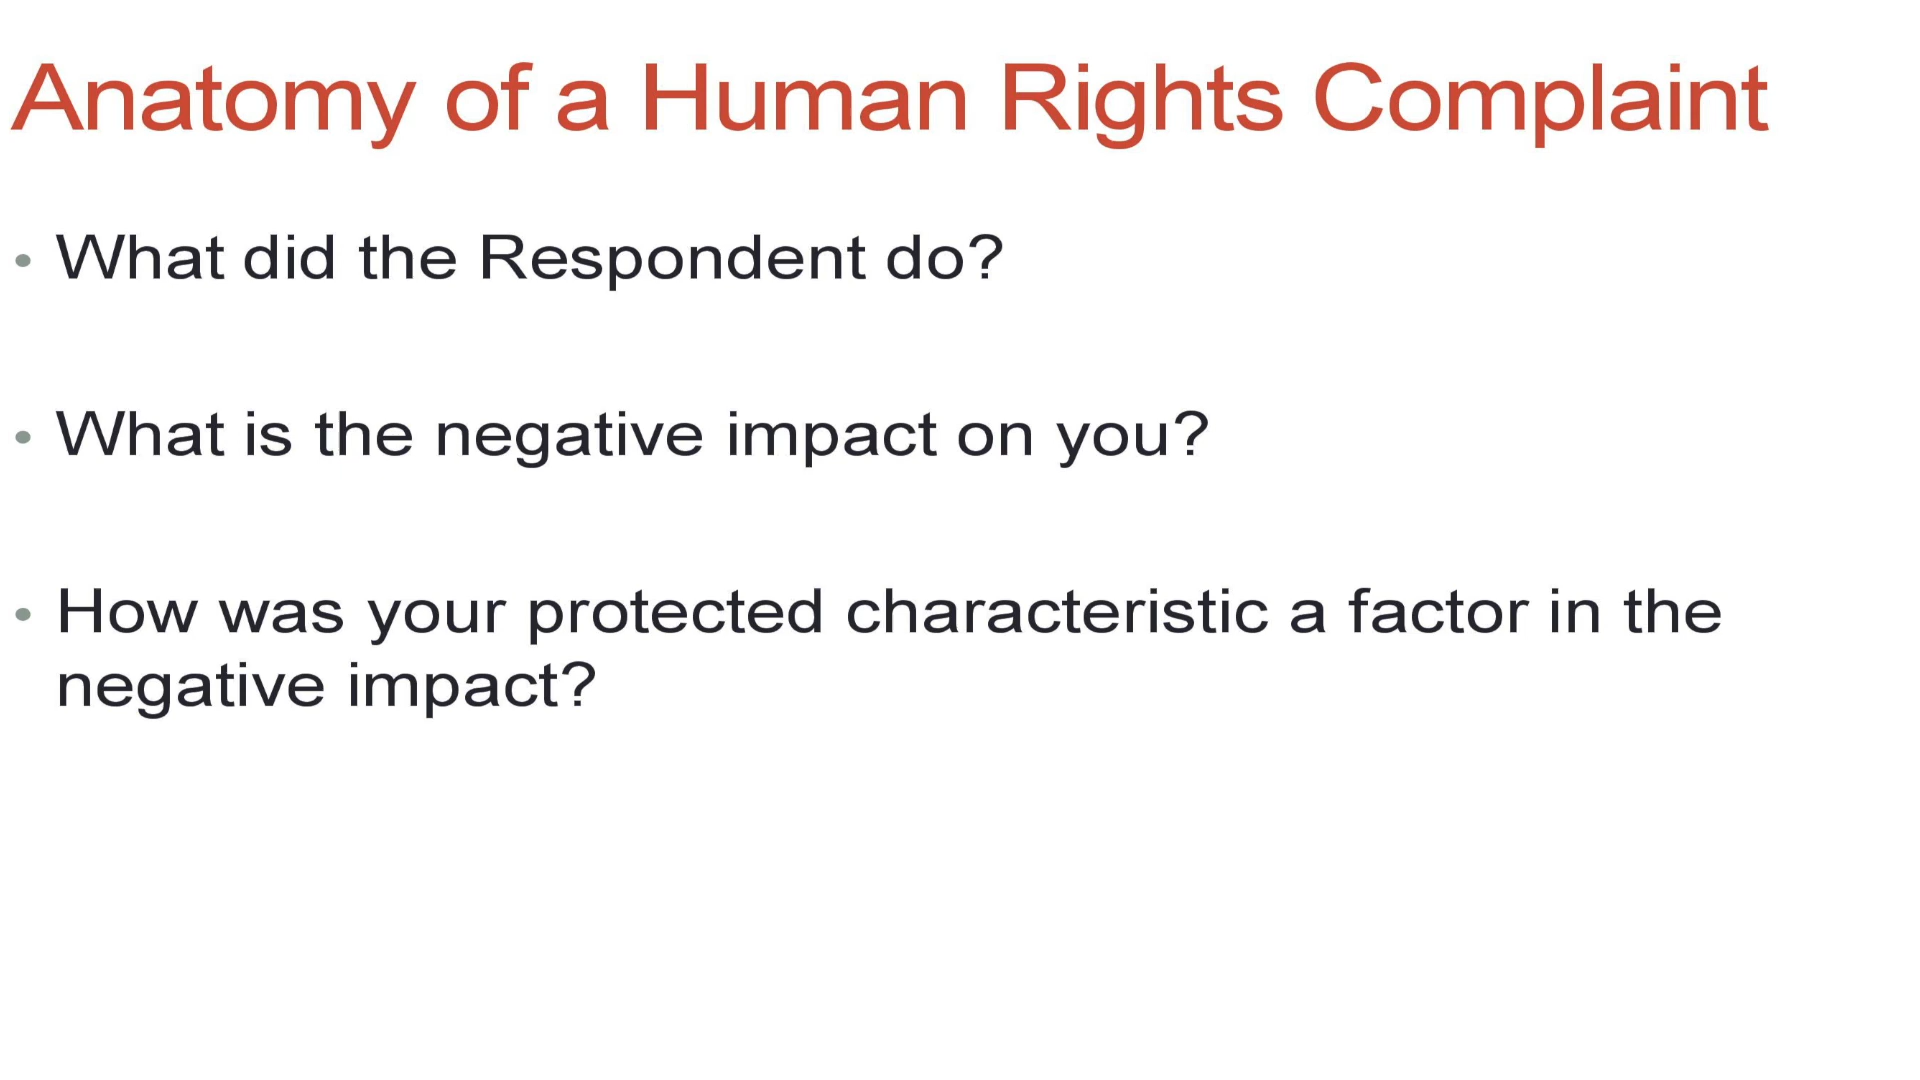 Anatomy of a Human Rights Complaint
• What did the Respondent do?
• What is the negative impact on you?
• How was your protected characteristic a factor in the
negative impact?